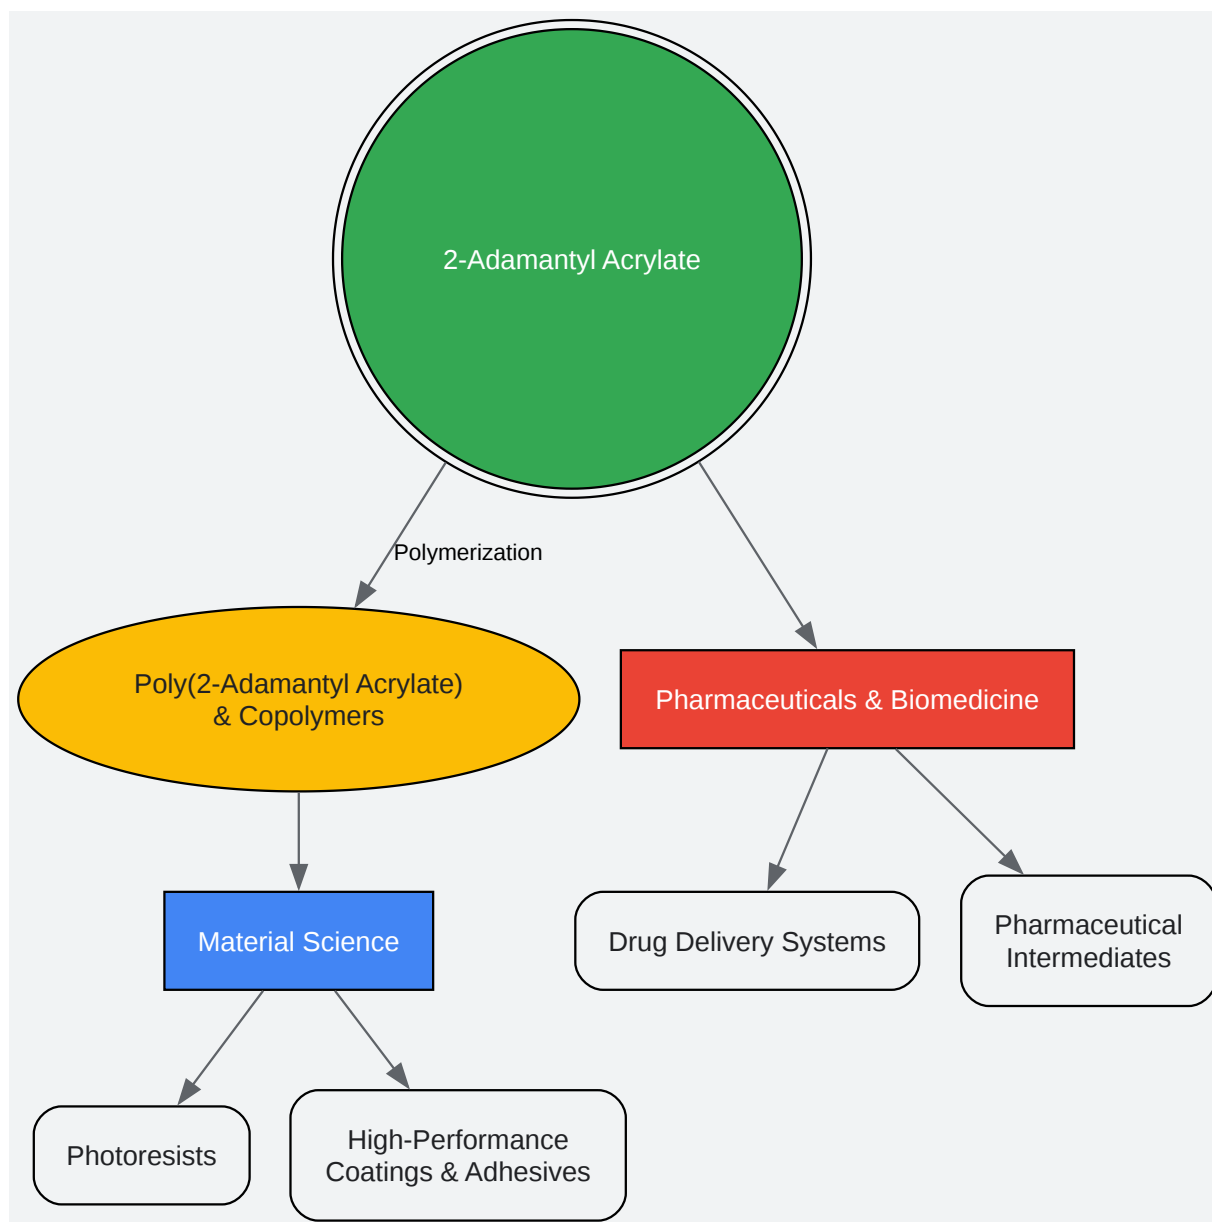 2-Adamantyl Acrylate
Polymerization
Poly(2-Adamantyl Acrylate)
& Copolymers
Pharmaceuticals & Biomedicine
Material Science
Drug Delivery Systems
Pharmaceutical
Intermediates
Photoresists
High-Performance
Coatings & Adhesives